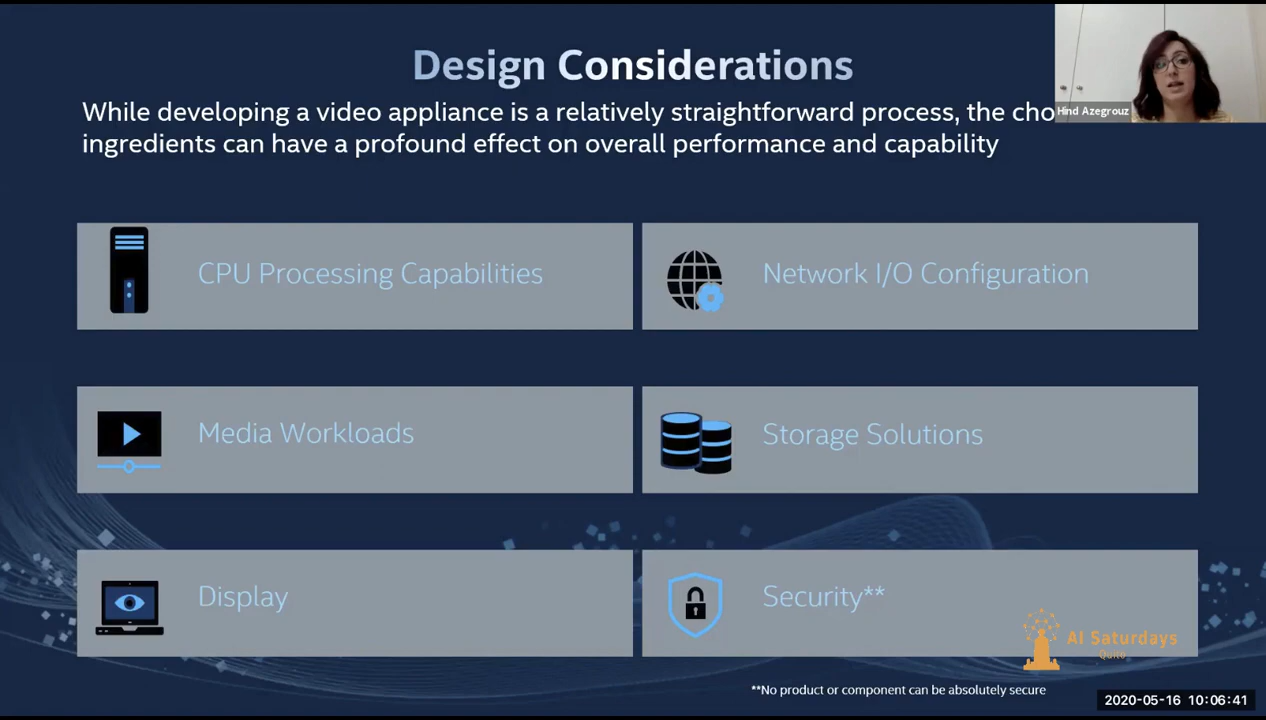 Design Considerations
While developing a video appliance is a relatively straightforward process, the cho
ingredients can have a profound effect on overall performance and capability
Hind Azegrouz
CPU Processing Capabilities
Network I/O Configuration
Media Workloads
Storage Solutions
Display
Security**
AI Saturdays
Quito
**No product or component can be absolutely secure
2020-05-16 10:06:41